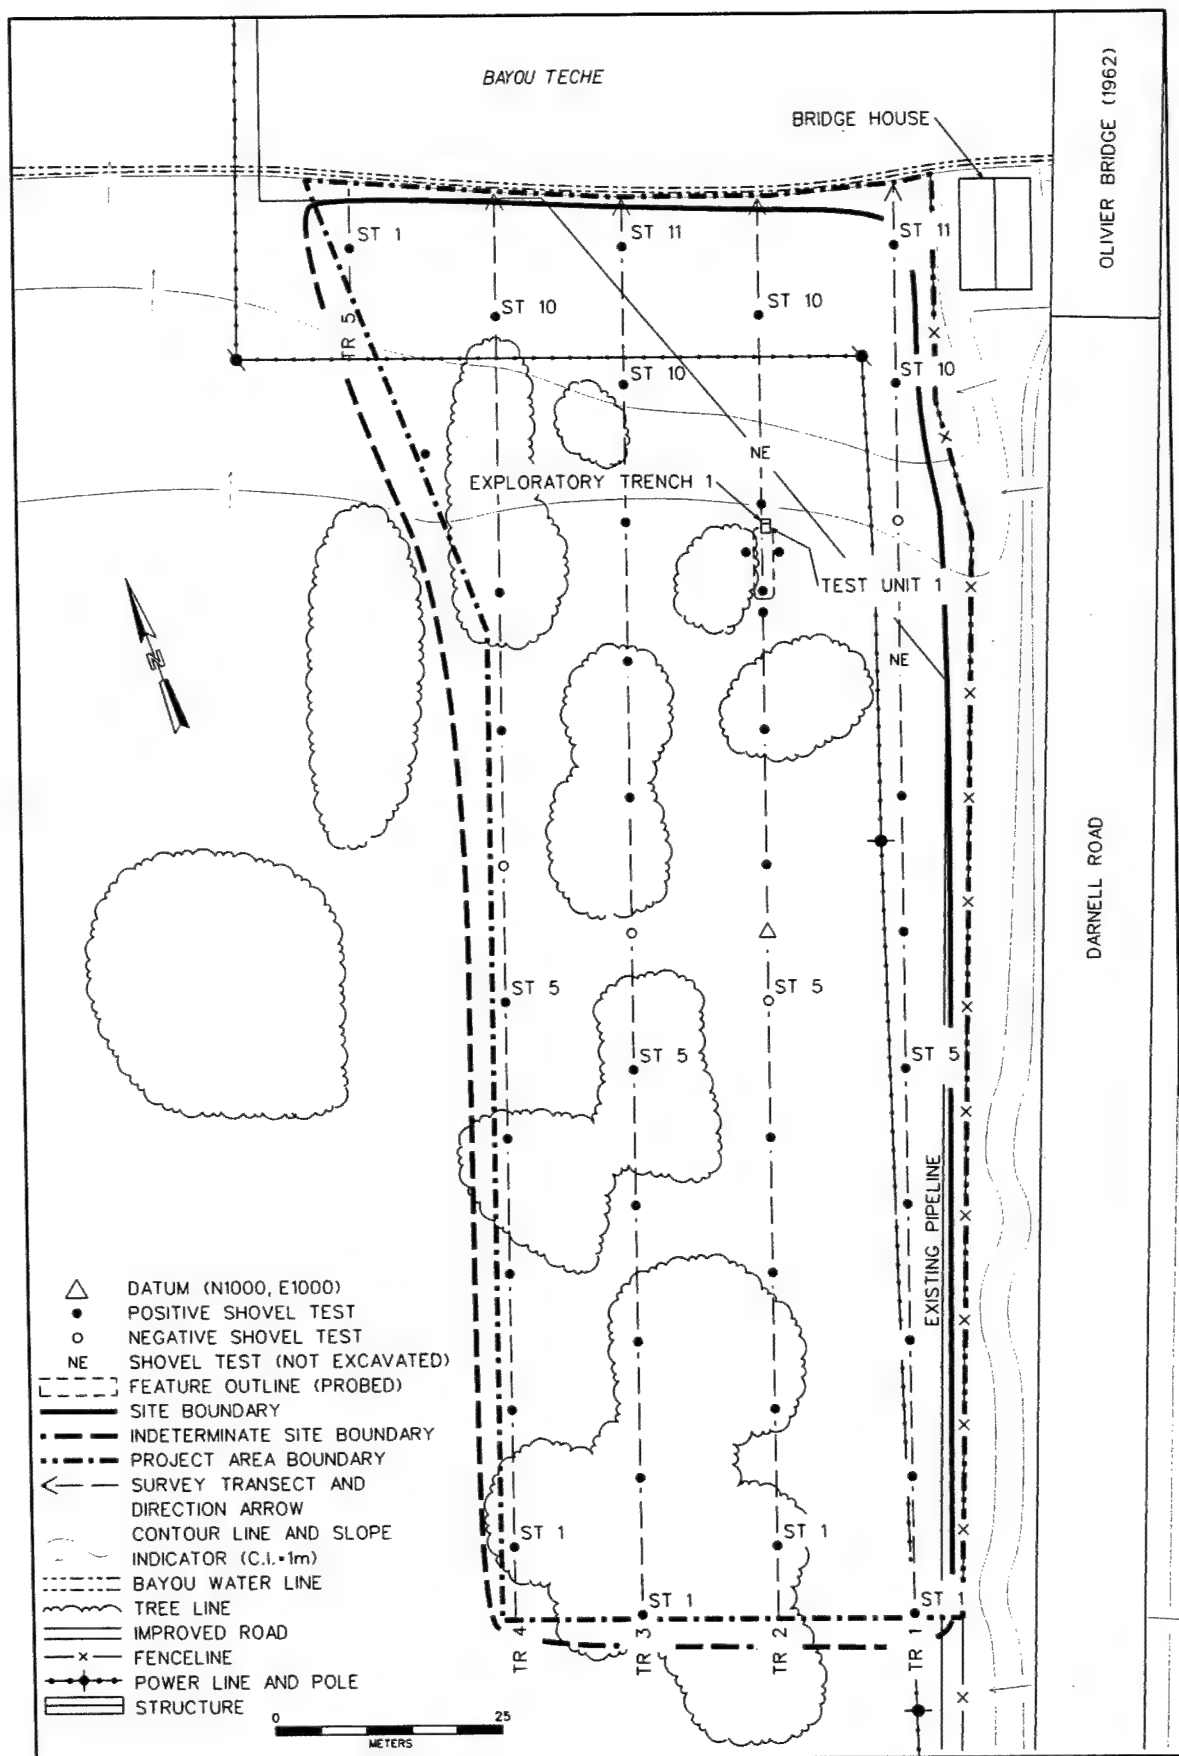 BAYOU TECHE
BRIDGE HOUSE
OLIVIER BRIDGE (1962)
ST 1
ST 11
ST 11
ST 10
ST 10
TR 5
ST 10
ST 10
NE
EXPLORATORY TRENCH 1
TEST UNIT 1
N
NE
DARNELL ROAD
ST 5
ST 5
ST 5
ST 5
EXISTING PIPELINE
DATUM (N1000, E1000)
POSITIVE SHOVEL TEST
NEGATIVE SHOVEL TEST
NE SHOVEL TEST (NOT EXCAVATED)
FEATURE OUTLINE (PROBED)
SITE BOUNDARY
INDETERMINATE SITE BOUNDARY
PROJECT AREA BOUNDARY
SURVEY TRANSECT AND
DIRECTION ARROW
CONTOUR LINE AND SLOPE
INDICATOR (C.I.=1m)
BAYOU WATER LINE
TREE LINE
IMPROVED ROAD
FENCELINE
POWER LINE AND POLE
STRUCTURE
ST 1
ST 1
ST 1
ST 1
TR 4
TR 3
TR 2
TR 1
0 25
METERS